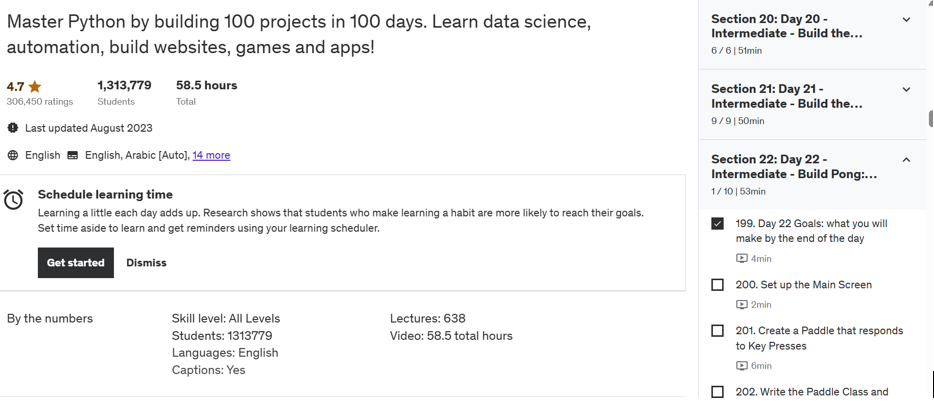 Master Python by building 100 projects in 100 days. Learn data science,
automation, build websites, games and apps!
4.7
306,450 ratings
1,313,779
Students
58.5 hours
Total
Last updated August 2023
English
English, Arabic [Auto], 14 more
Schedule learning time
Learning a little each day adds up. Research shows that students who make learning a habit are more likely to reach their goals.
Set time aside to learn and get reminders using your learning scheduler.
Get started
Dismiss
By the numbers
Skill level: All Levels
Students: 1313779
Languages: English
Captions: Yes
Lectures: 638
Video: 58.5 total hours
Section 20: Day 20 -
Intermediate - Build the...
6 / 6 | 51min
Section 21: Day 21 -
Intermediate - Build the...
9 / 9 | 50min
Section 22: Day 22 -
Intermediate - Build Pong:...
1 / 10 | 53min
199. Day 22 Goals: what you will
make by the end of the day
4min
200. Set up the Main Screen
2min
201. Create a Paddle that responds
to Key Presses
6min
202. Write the Paddle Class and